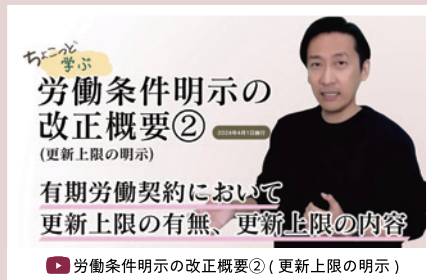 ちょこっと
学ぶ
労働条件明示の
改正概要②
2024年4月1日施行
(更新上限の明示)
有期労働契約において
更新上限の有無、更新上限の内容
労働条件明示の改正概要②(更新上限の明示)